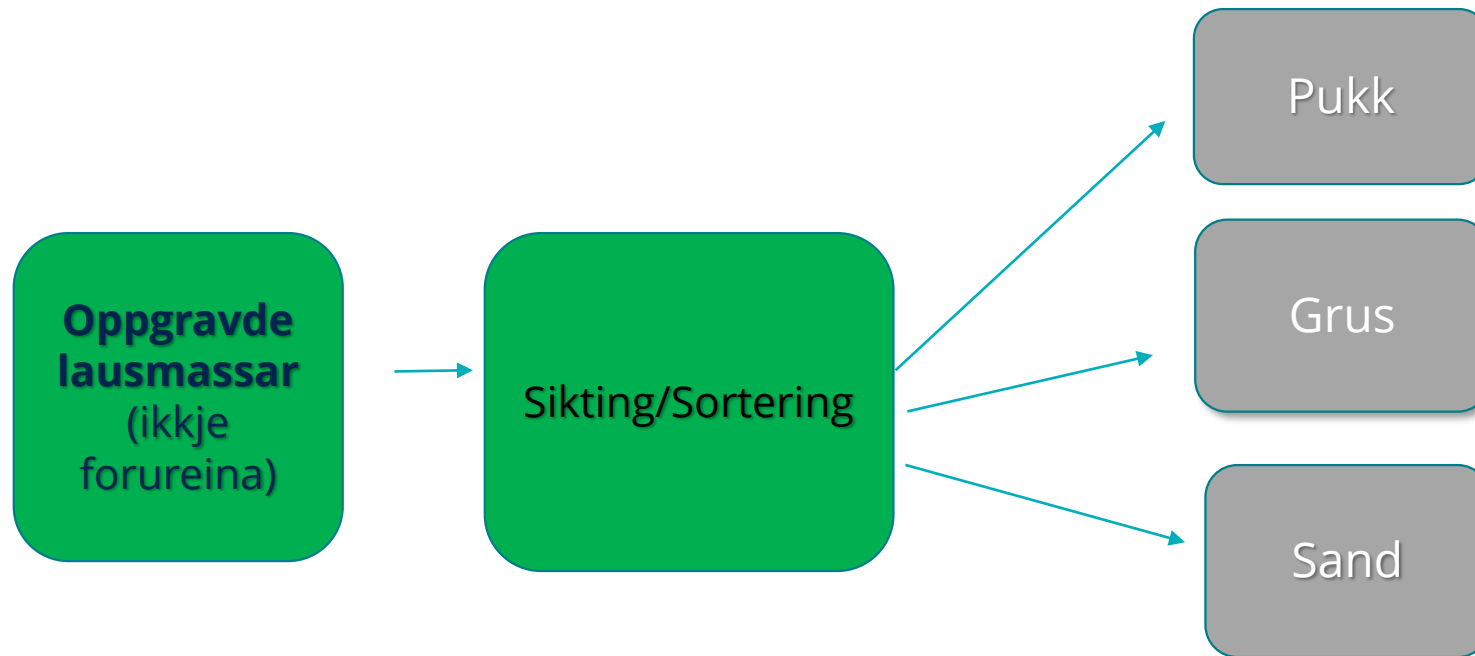 Oppgravde
lausmassar
(ikkje
forureina)
Sikting/Sortering
Pukk
Grus
Sand